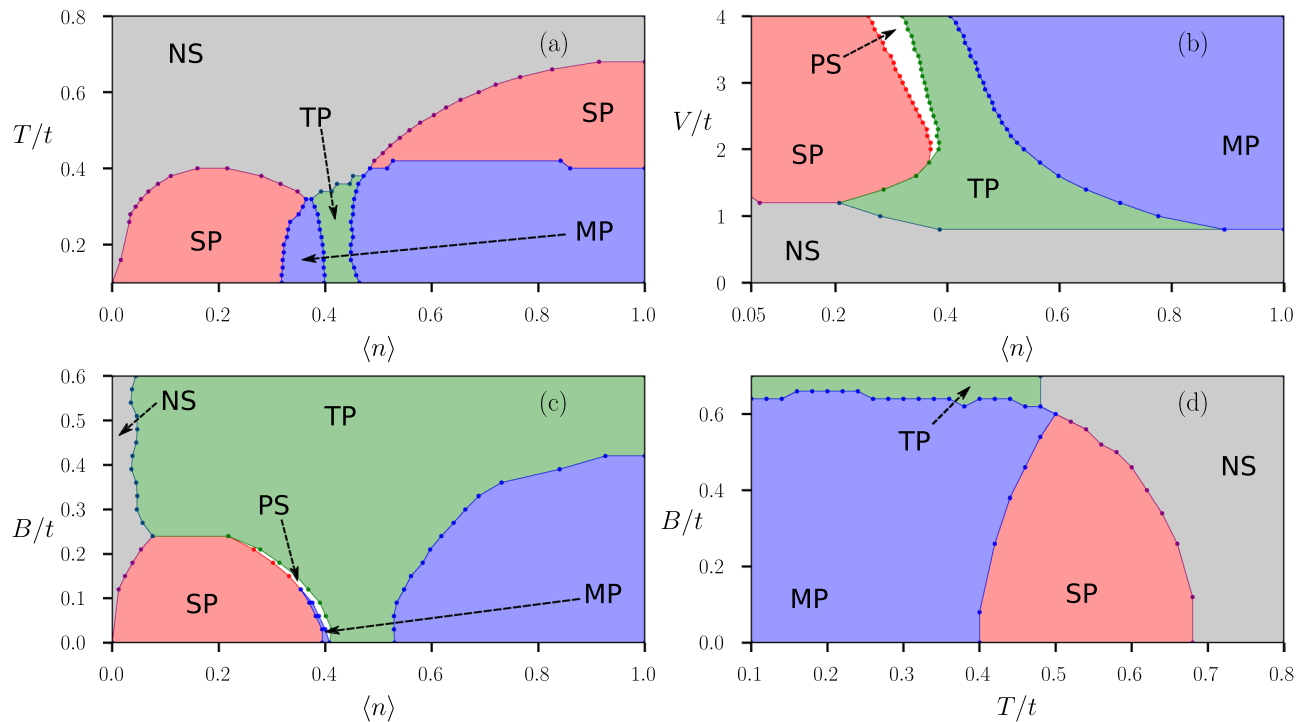 0.8
0.6
0.4
0.2
T/t
NS
(a)
TP
SP
SP
MP
0.0 0.2 0.4 0.6 0.8 1.0
⟨n⟩
4
3
2
1
0
V/t
PS
(b)
SP
MP
TP
NS
0.05 0.2 0.4 0.6 0.8 1.0
⟨n⟩
0.6
0.5
0.4
0.3
0.2
0.1
0.0
B/t
NS
TP
(c)
PS
SP
MP
0.0 0.2 0.4 0.6 0.8 1.0
⟨n⟩
0.6
0.4
0.2
0.0
B/t
(d)
TP
NS
MP
SP
0.1 0.2 0.3 0.4 0.5 0.6 0.7 0.8
T/t